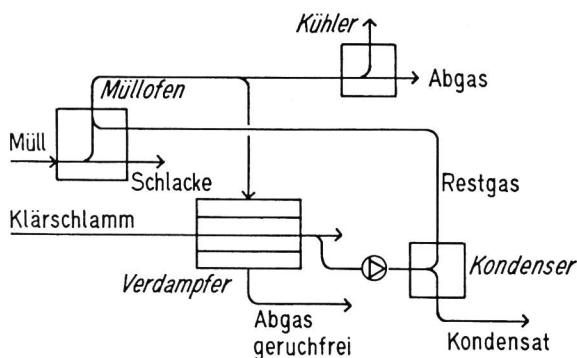 Kühler
Abgas
Müllofen
Müll
Schlacke
Restgas
Klärschlamm
Kondenser
Verdampfer
Abgas
geruchfrei
Kondensat